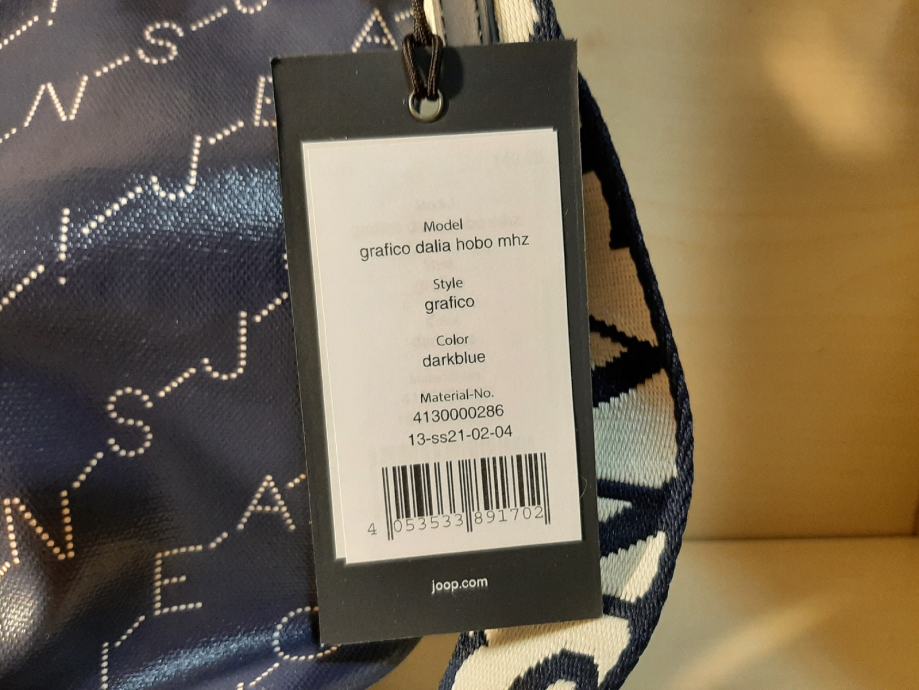 Model
grafico dalia hobo mhz
Style
grafico
Color
darkblue
Material-No.
4130000286
13-ss21-02-04
4 053533 891702
joop.com